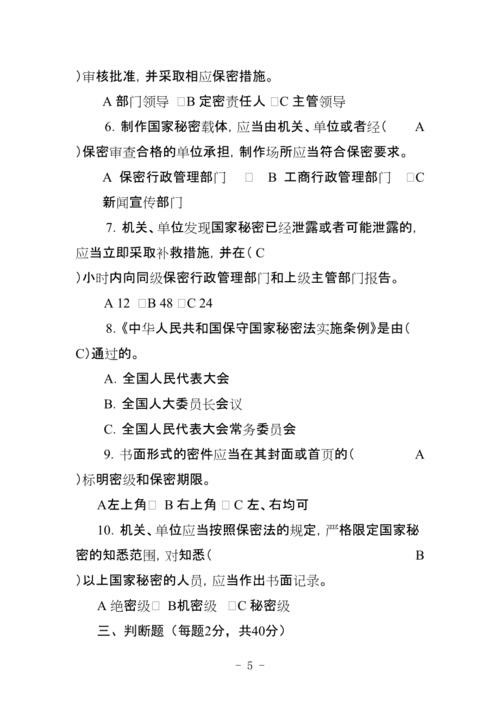 )审核批准,并采取相应保密措施。
A 部门领导 □B 定密责任人 □C 主管领导
6. 制作国家秘密载体，应当由机关、单位或者经( A
)保密审查合格的单位承担，制作场所应当符合保密要求。
A 保密行政管理部门 □ B 工商行政管理部门 □C
新闻宣传部门
7. 机关、单位发现国家秘密已经泄露或者可能泄露的，
应当立即采取补救措施，并在( C
)小时内向同级保密行政管理部门和上级主管部门报告。
A 12 □B 48 □C 24
8.《中华人民共和国保守国家秘密法实施条例》是由(
C)通过的。
A. 全国人民代表大会
B. 全国人大委员长会议
C. 全国人民代表大会常务委员会
9. 书面形式的密件应当在其封面或首页的( A
)标明密级和保密期限。
A左上角□ B右上角 □ C 左、右均可
10. 机关、单位应当按照保密法的规定，严格限定国家秘
密的知悉范围，对知悉( B
)以上国家秘密的人员，应当作出书面记录。
A 绝密级□ B机密级 □C 秘密级
三、判断题（每题2分，共40分）
- 5 -